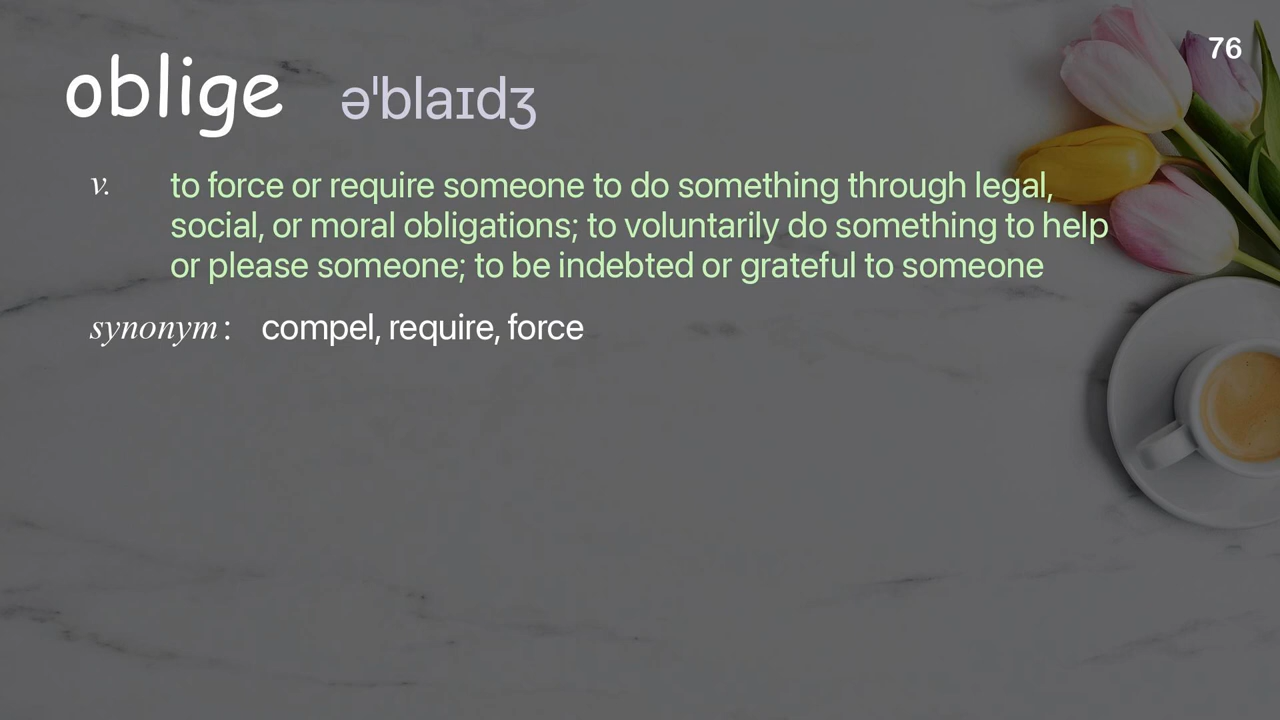 76
oblige əˈblaɪdʒ
v. to force or require someone to do something through legal,
social, or moral obligations; to voluntarily do something to help
or please someone; to be indebted or grateful to someone
synonym : compel, require, force